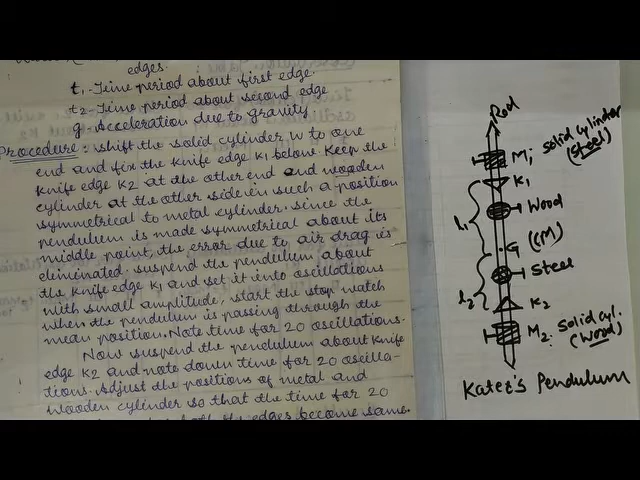 edges.
t₁ - Time period about first edge.
t₂ - Time period about second edge
g - Acceleration due to gravity
Procedure : Shift the solid cylinder W to one
end and fix the knife edge K₁ below. Keep the
knife edge K2 at the other end and wooden
cylinder at the other side in such a position
symmetrical to metal cylinder. Since the
pendulum is made symmetrical about its
middle point, the error due to air drag is
eliminated. suspend the pendulum about
the knife edge K₁ and set it into oscillations
with small amplitude, start the stop watch
when the pendulum is passing through the
mean position. Note time for 20 oscillations.
Now suspend the pendulum about knife
edge K2 and note down time for 20 oscilla-
tions. Adjust the positions of metal and
wooden cylinder so that the time for 20
the edges become same.
Rod
M₁ solid cylinder
(Steel)
K₁
Wood
l₁
G (CM)
Steel
l₂
K₂
M₂ Solid cyl.
(Wood)
Kater's Pendulum